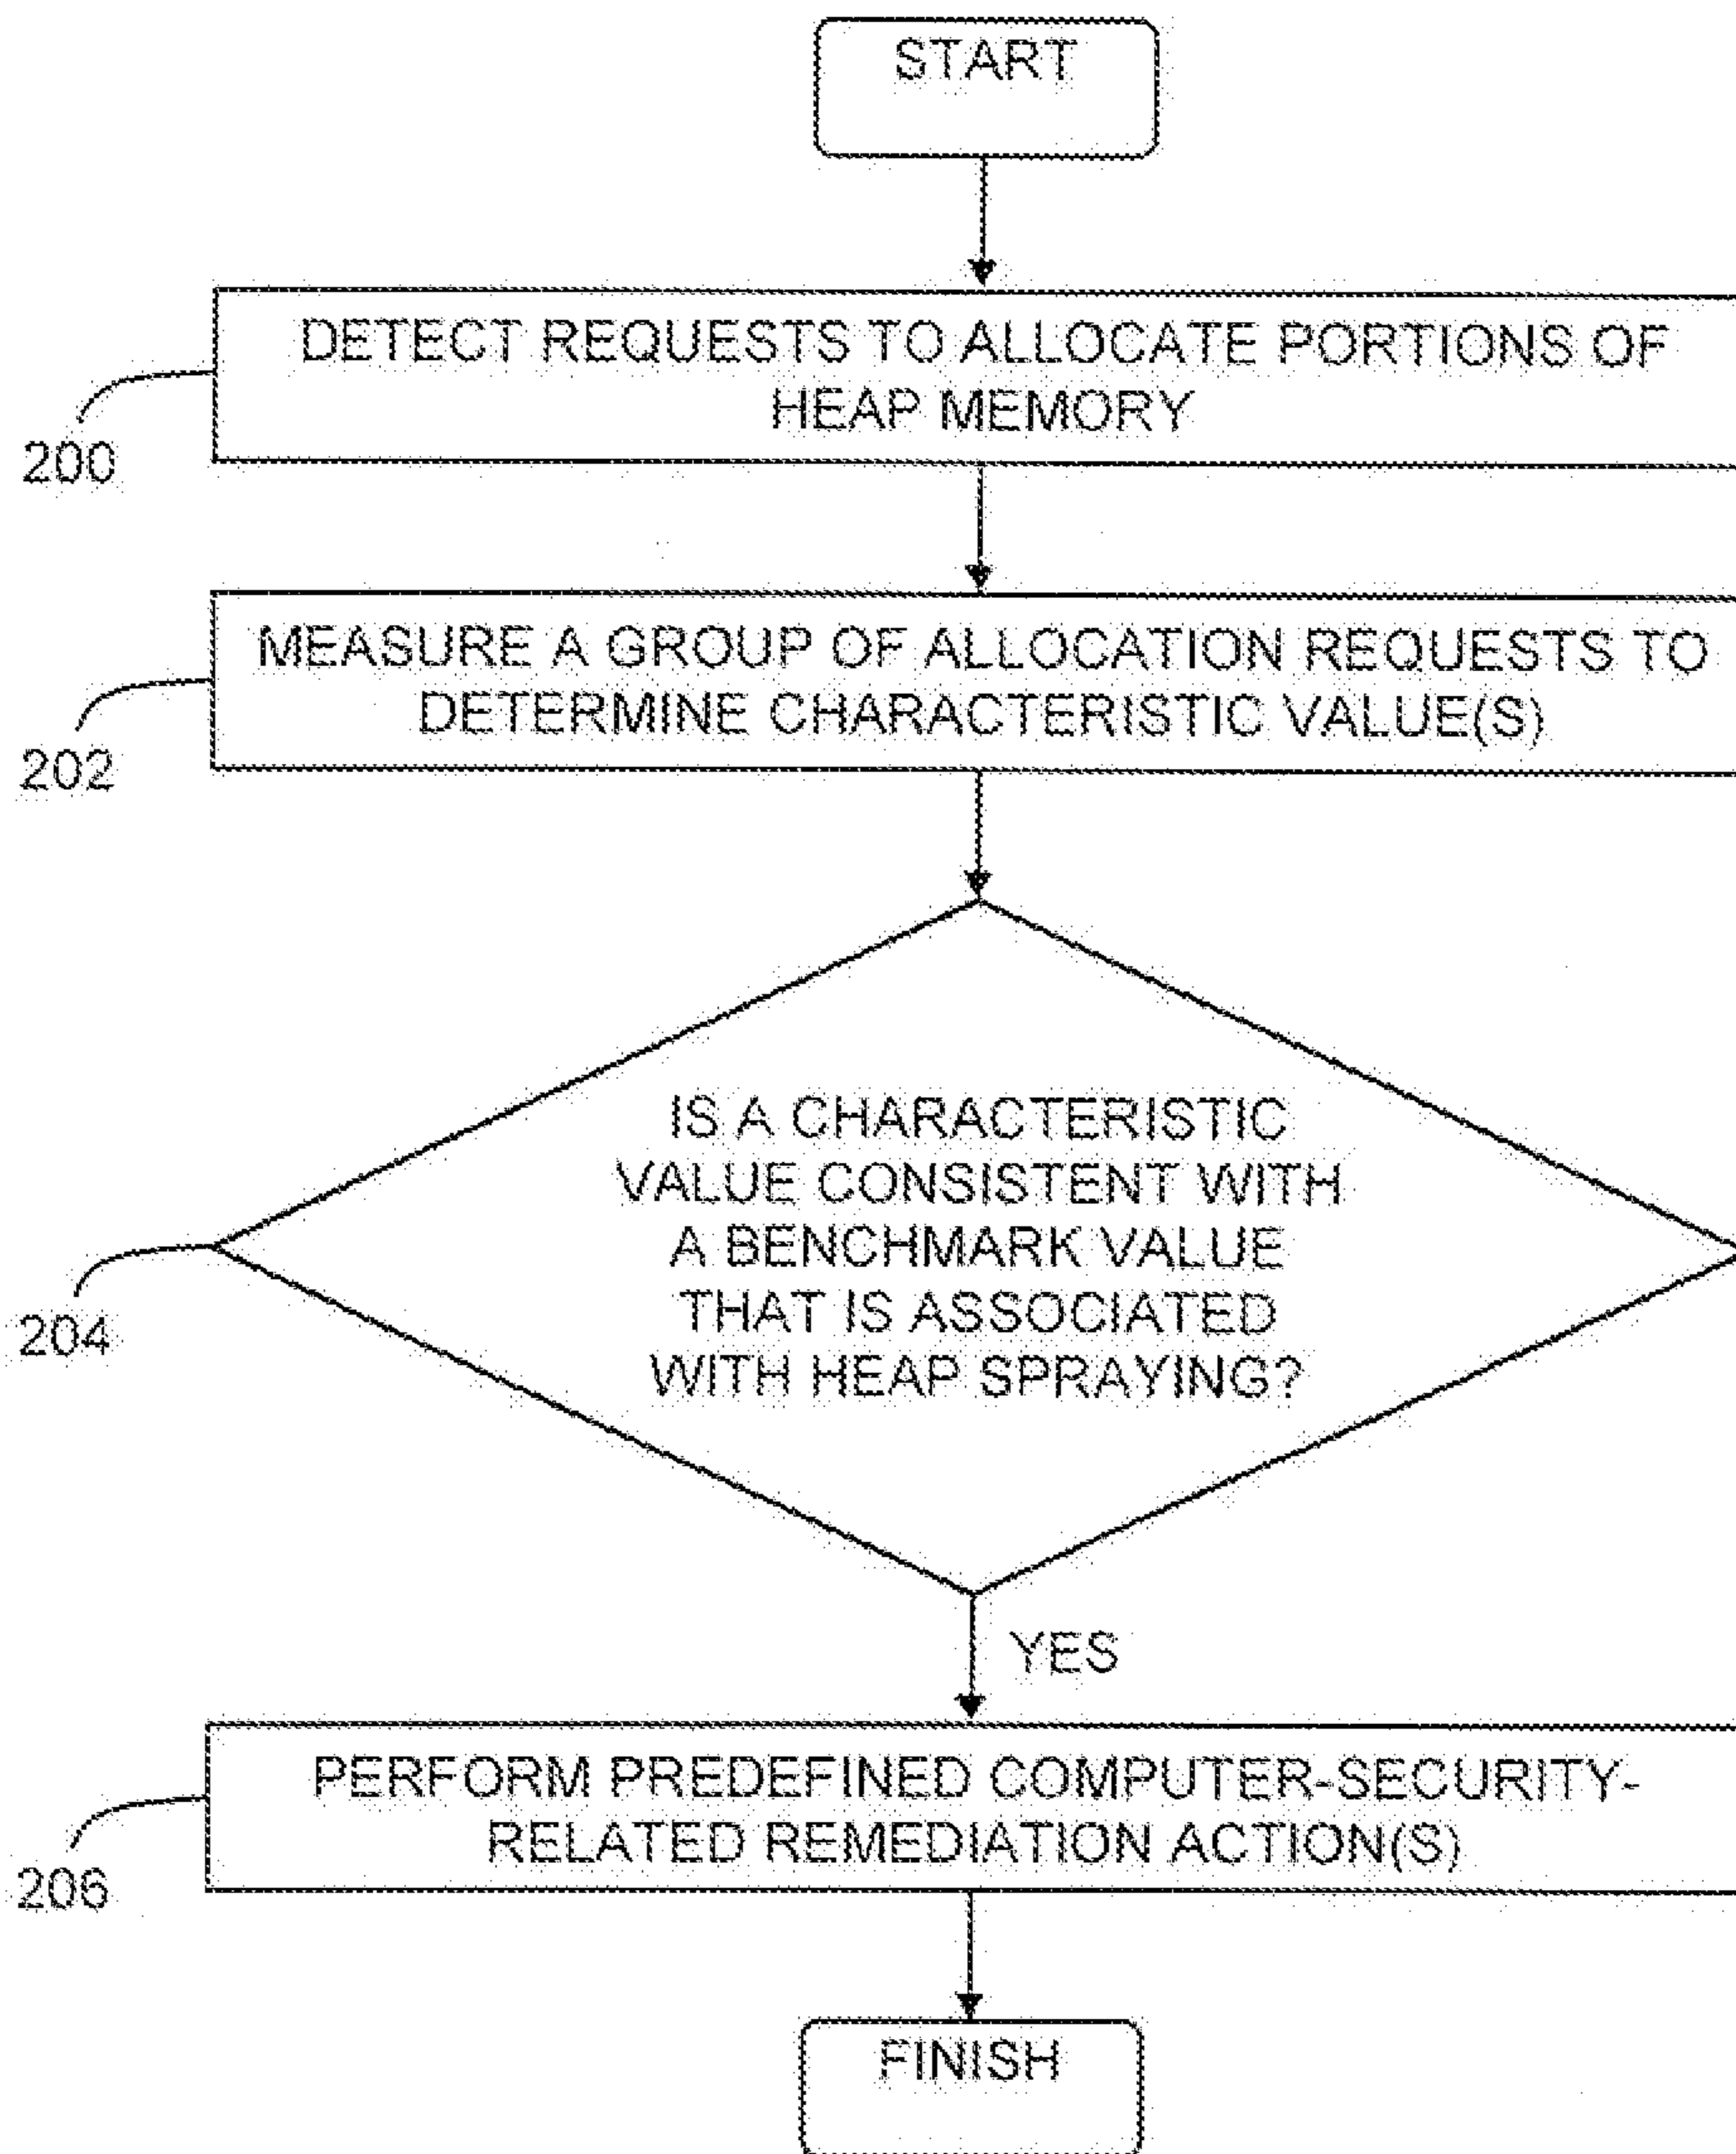 START
DETECT REQUESTS TO ALLOCATE PORTIONS OF
HEAP MEMORY
200
MEASURE A GROUP OF ALLOCATION REQUESTS TO
DETERMINE CHARACTERISTIC VALUE(S)
202
IS A CHARACTERISTIC
VALUE CONSISTENT WITH
A BENCHMARK VALUE
THAT IS ASSOCIATED
WITH HEAP SPRAYING?
204
YES
PERFORM PREDEFINED COMPUTER-SECURITY-
RELATED REMEDIATION ACTION(S)
206
FINISH